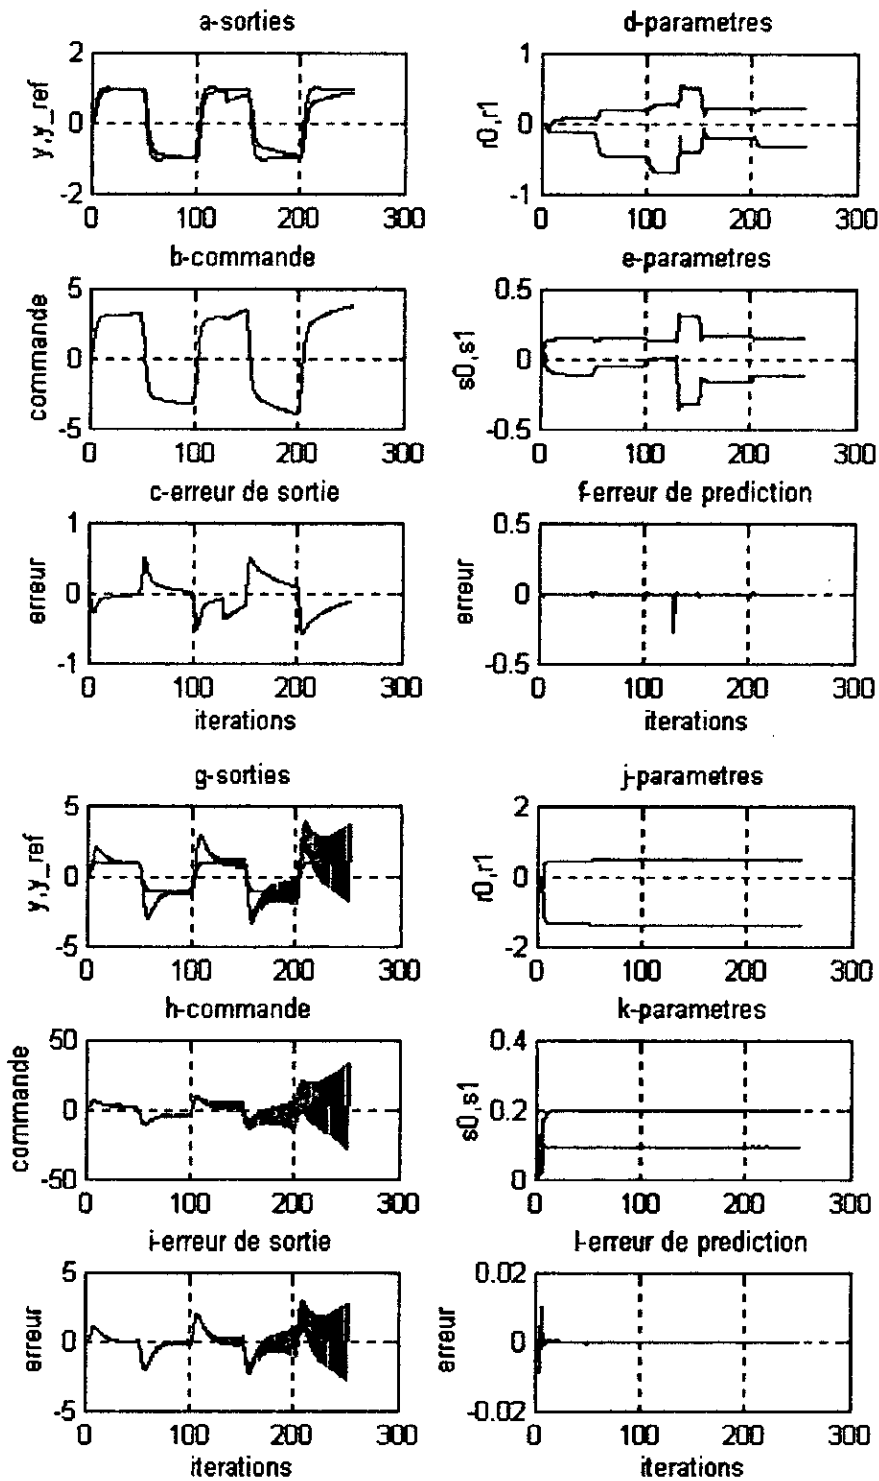 a-sorties
y,y_ref
2
0
-2
0 100 200 300
d-parametres
r0,r1
1
0
-1
0 100 200 300
b-commande
commande
5
0
-5
0 100 200 300
e-parametres
s0,s1
0.5
0
-0.5
0 100 200 300
c-erreur de sortie
erreur
1
0
-1
0 100 200 300
iterations
f-erreur de prediction
erreur
0.5
0
-0.5
0 100 200 300
iterations
g-sorties
y,y_ref
5
0
-5
0 100 200 300
j-parametres
r0,r1
2
0
-2
0 100 200 300
h-commande
commande
50
0
-50
0 100 200 300
k-parametres
s0,s1
0.4
0.2
0
0 100 200 300
i-erreur de sortie
erreur
5
0
-5
0 100 200 300
iterations
l-erreur de prediction
erreur
0.02
0
-0.02
0 100 200 300
iterations